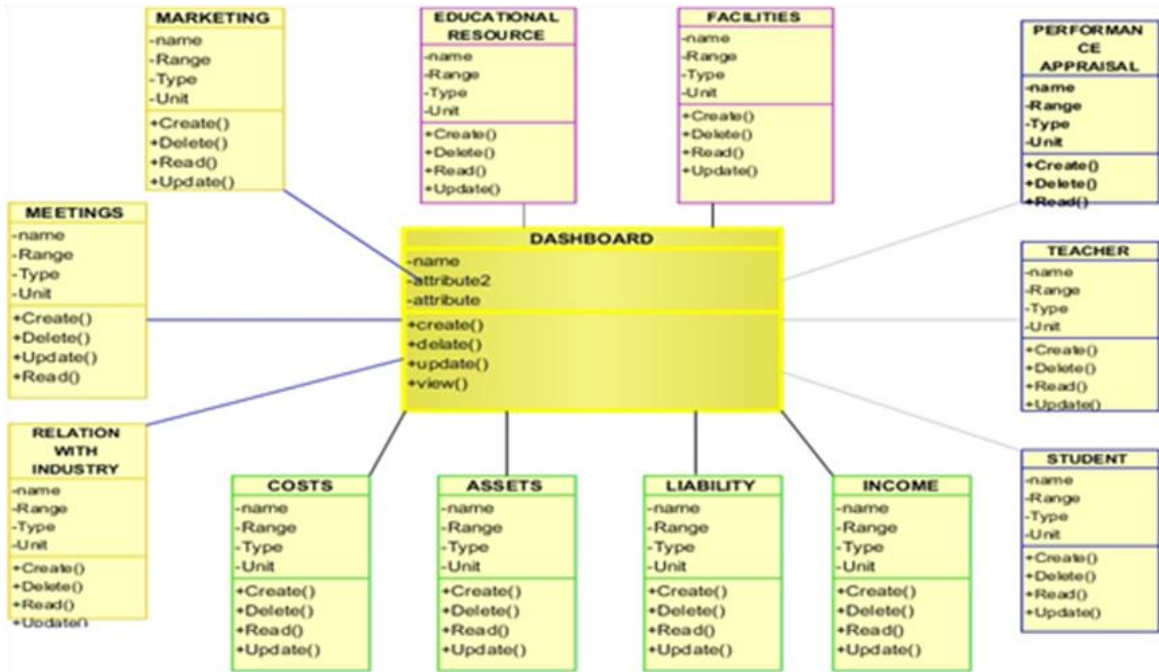 MARKETING
-name
-Range
-Type
-Unit
+Create()
+Delete()
+Read()
+Update()
EDUCATIONAL
RESOURCE
-name
-Range
-Type
-Unit
+Create()
+Delete()
+Read()
+Update()
FACILITIES
-name
-Range
-Type
-Unit
+Create()
+Delete()
+Read()
+Update()
PERFORMAN
CE
APPRAISAL
-name
-Range
-Type
-Unit
+Create()
+Delete()
+Read()
MEETINGS
-name
-Range
-Type
-Unit
+Create()
+Delete()
+Update()
+Read()
DASHBOARD
-name
-attribute2
-attribute
+create()
+delate()
+update()
+view()
TEACHER
-name
-Range
-Type
-Unit
+Create()
+Delete()
+Read()
+Update()
RELATION
WITH
INDUSTRY
-name
-Range
-Type
-Unit
+Create()
+Delete()
+Read()
+Update()
COSTS
-name
-Range
-Type
-Unit
+Create()
+Delete()
+Read()
+Update()
ASSETS
-name
-Range
-Type
-Unit
+Create()
+Delete()
+Read()
+Update()
LIABILITY
-name
-Range
-Type
-Unit
+Create()
+Delete()
+Read()
+Update()
INCOME
-name
-Range
-Type
-Unit
+Create()
+Delete()
+Read()
+Update()
STUDENT
-name
-Range
-Type
-Unit
+Create()
+Delete()
+Read()
+Update()